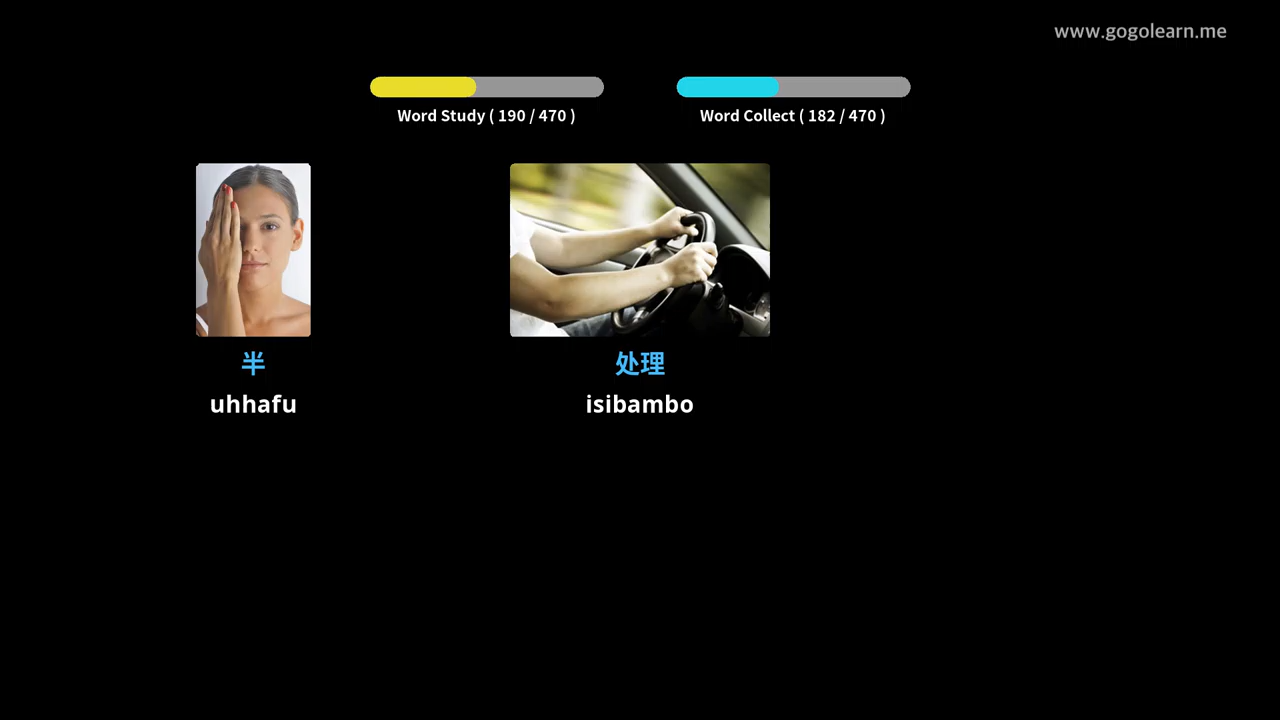 www.gogolearn.me
Word Study ( 190 / 470 )
Word Collect ( 182 / 470 )
半
处理
uhhafu
isibambo